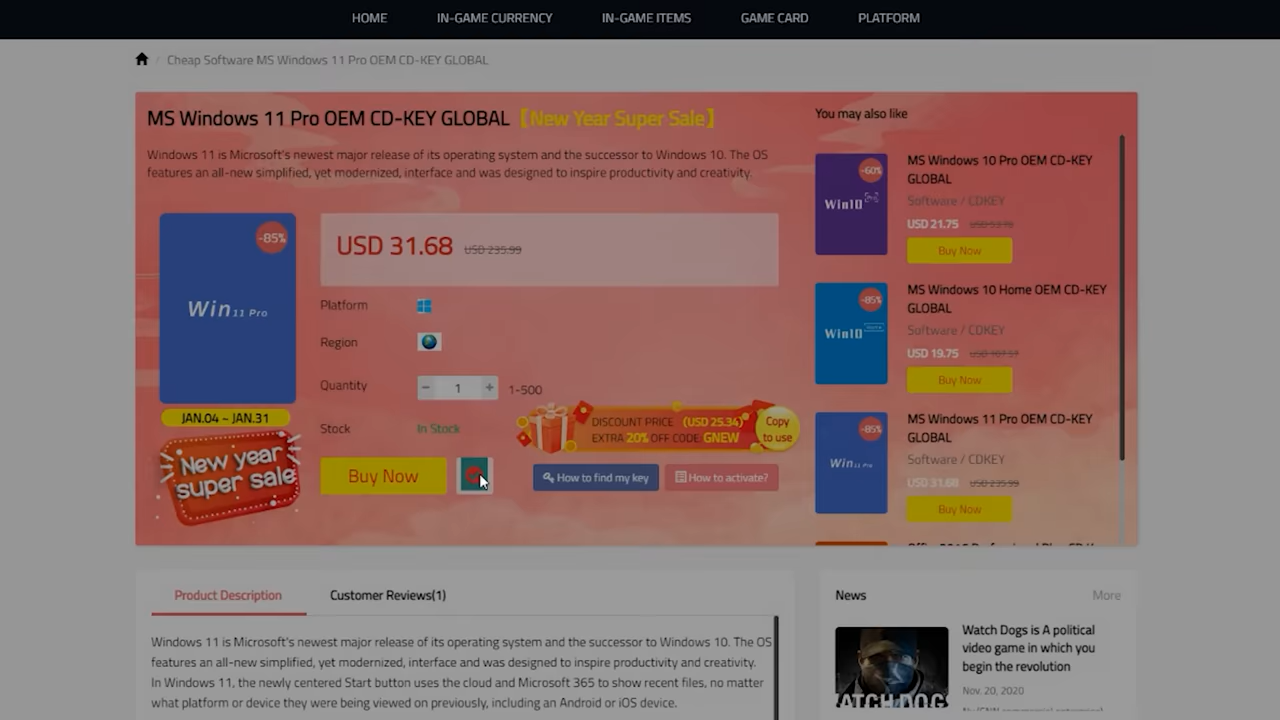 HOME IN-GAME CURRENCY IN-GAME ITEMS GAME CARD PLATFORM
/ Cheap Software MS Windows 11 Pro OEM CD-KEY GLOBAL
MS Windows 11 Pro OEM CD-KEY GLOBAL 【New Year Super Sale】
Windows 11 is Microsoft's newest major release of its operating system and the successor to Windows 10. The OS
features an all-new simplified, yet modernized, interface and was designed to inspire productivity and creativity.
-85%
Win 11 Pro
JAN.04 ~ JAN.31
New year
super sale
USD 31.68 USD 235.99
Platform
Region
Quantity − 1 + 1-500
Stock In Stock
DISCOUNT PRICE (USD 25.34)
EXTRA 20% OFF CODE GNEW
Copy
to use
Buy Now
How to find my key
How to activate?
You may also like
-60%
Win10 Pro
MS Windows 10 Pro OEM CD-KEY
GLOBAL
Software / CDKEY
USD 21.75
Buy Now
-85%
Win10 Home
MS Windows 10 Home OEM CD-KEY
GLOBAL
Software / CDKEY
USD 19.75
Buy Now
-85%
Win 11 Pro
MS Windows 11 Pro OEM CD-KEY
GLOBAL
Software / CDKEY
USD 31.68 USD 235.99
Buy Now
Product Description Customer Reviews(1)
Windows 11 is Microsoft's newest major release of its operating system and the successor to Windows 10. The OS
features an all-new simplified, yet modernized, interface and was designed to inspire productivity and creativity.
In Windows 11, the newly centered Start button uses the cloud and Microsoft 365 to show recent files, no matter
what platform or device they were being viewed on previously, including an Android or iOS device.
News More
WATCH DOGS
Watch Dogs is A political
video game in which you
begin the revolution
Nov. 20, 2020